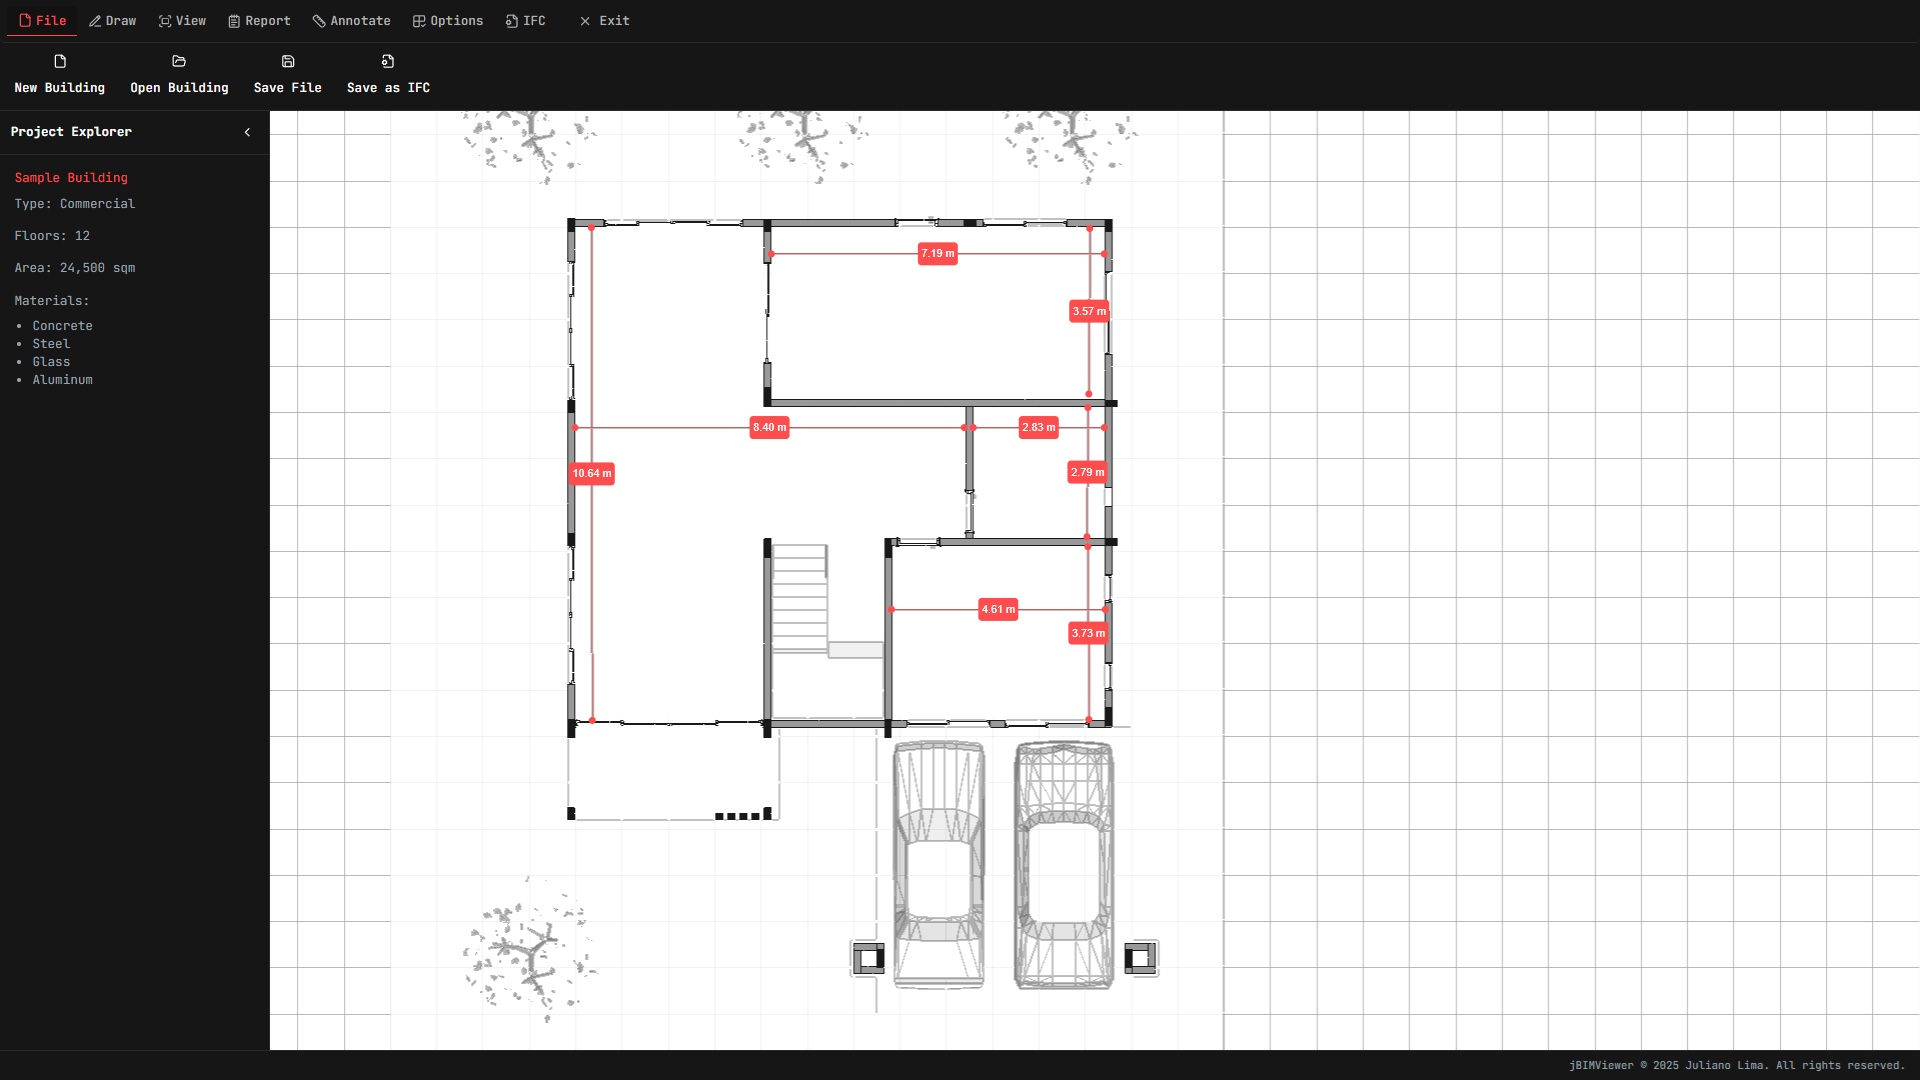 File Draw View Report Annotate Options IFC Exit
New Building Open Building Save File Save as IFC
Project Explorer
Sample Building
Type: Commercial
Floors: 12
Area: 24,500 sqm
Materials:
Concrete
Steel
Glass
Aluminum
7.19 m
3.57 m
8.40 m
2.83 m
10.64 m
2.79 m
4.61 m
3.73 m
jBIMViewer © 2025 Juliano Lima. All rights reserved.